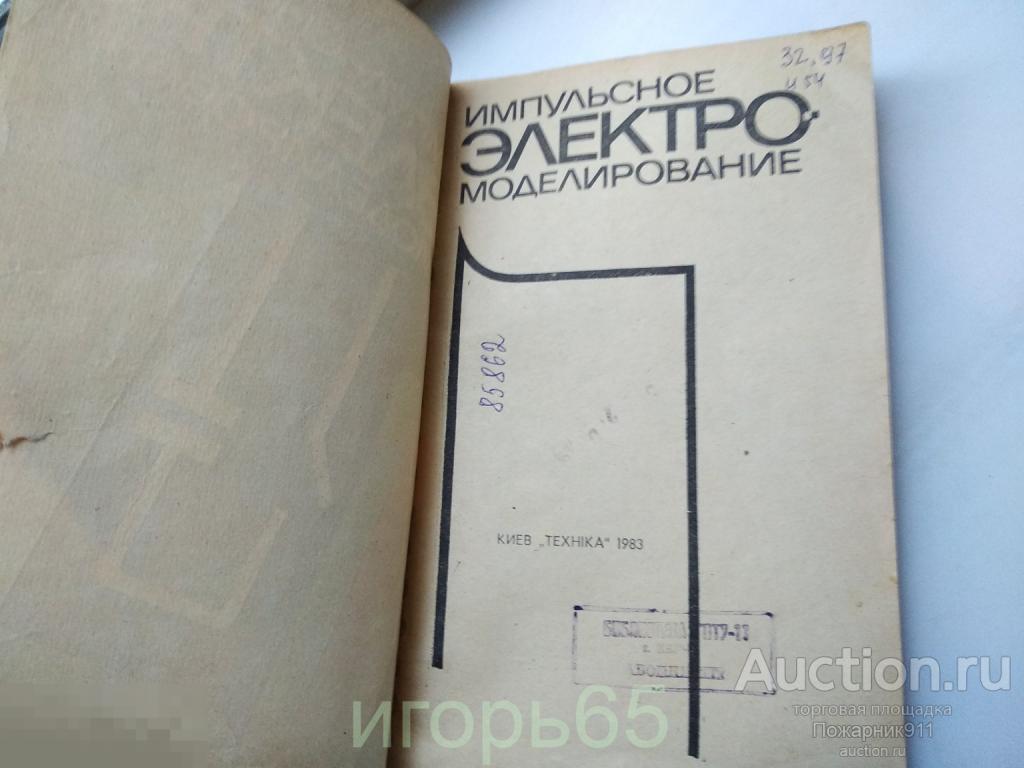 32.97
и 54
ИМПУЛЬСНОЕ
ЭЛЕКТРО
МОДЕЛИРОВАНИЕ
85862
КИЕВ „ТЕХНІКА" 1983
Auction.ru
торговая площадка
Пожарник911
auction.ru
игорь65